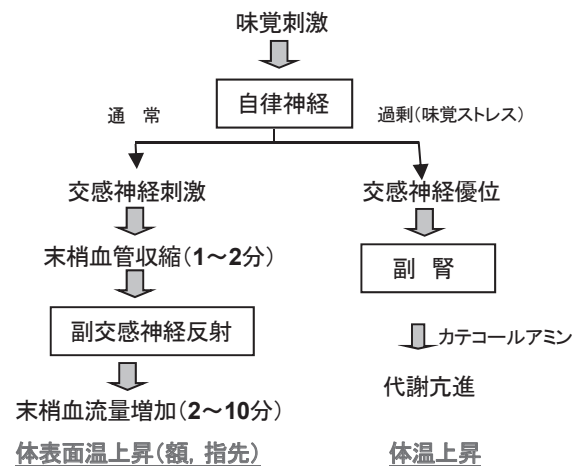 味覚刺激
自律神経
通 常
過剰(味覚ストレス)
交感神経刺激
交感神経優位
末梢血管収縮(1～2分)
副 腎
副交感神経反射
カテコールアミン
末梢血流量増加(2～10分)
代謝亢進
体表面温上昇(額, 指先)
体温上昇